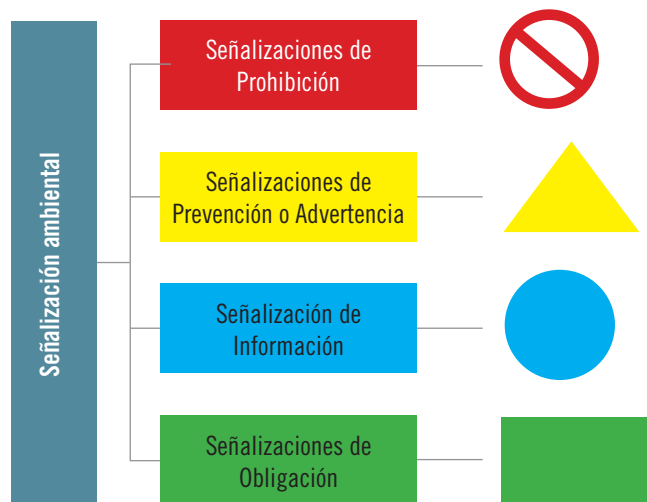 Señalización ambiental
Señalizaciones de
Prohibición
Señalizaciones de
Prevención o Advertencia
Señalización de
Información
Señalizaciones de
Obligación